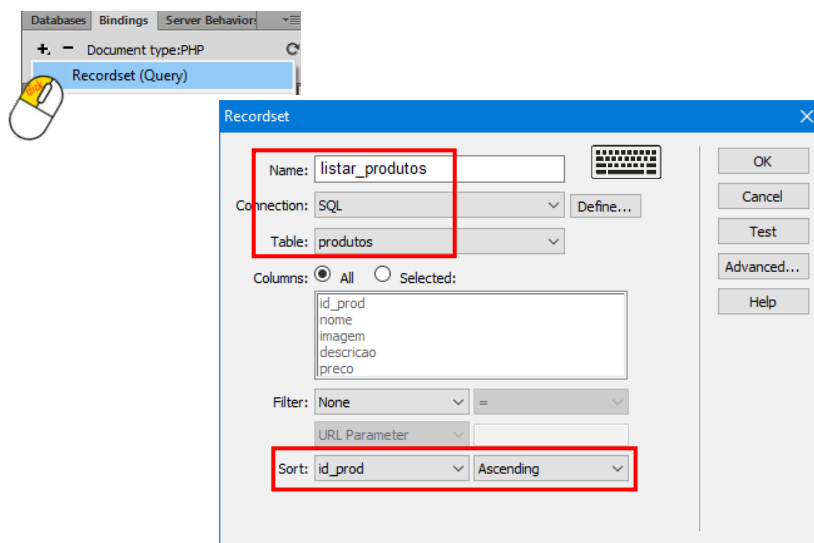 Databases Bindings Server Behaviors
Document type:PHP
Recordset (Query)
click
Recordset
Name: listar_produtos OK
Connection: SQL Define... Cancel
Table: produtos Test
Columns: All Selected: Advanced...
id_prod Help
nome
imagem
descricao
preco
Filter: None =
URL Parameter
Sort: id_prod Ascending